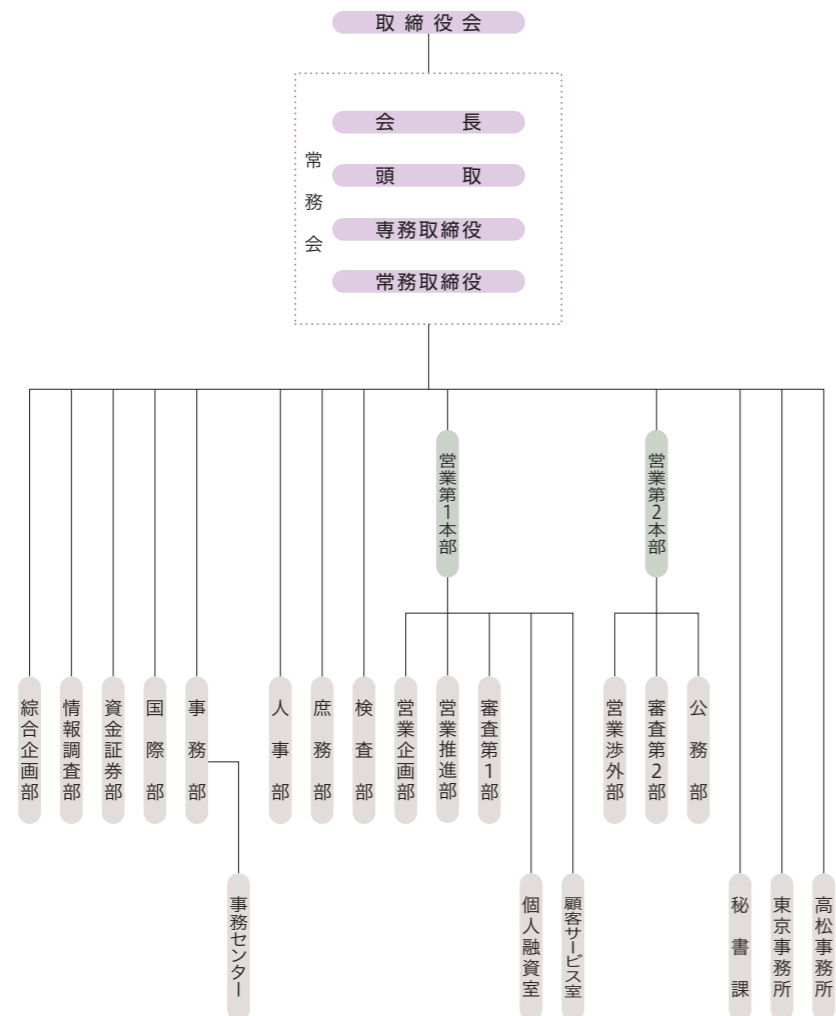 取締役会
常務会
会長
頭取
専務取締役
常務取締役
営業第1本部
営業第2本部
綜合企画部
情報調査部
資金証券部
国際部
事務部
人事部
庶務部
検査部
営業企画部
営業推進部
審査第1部
営業渉外部
審査第2部
公務部
事務センター
個人融資室
顧客サービス室
秘書課
東京事務所
高松事務所